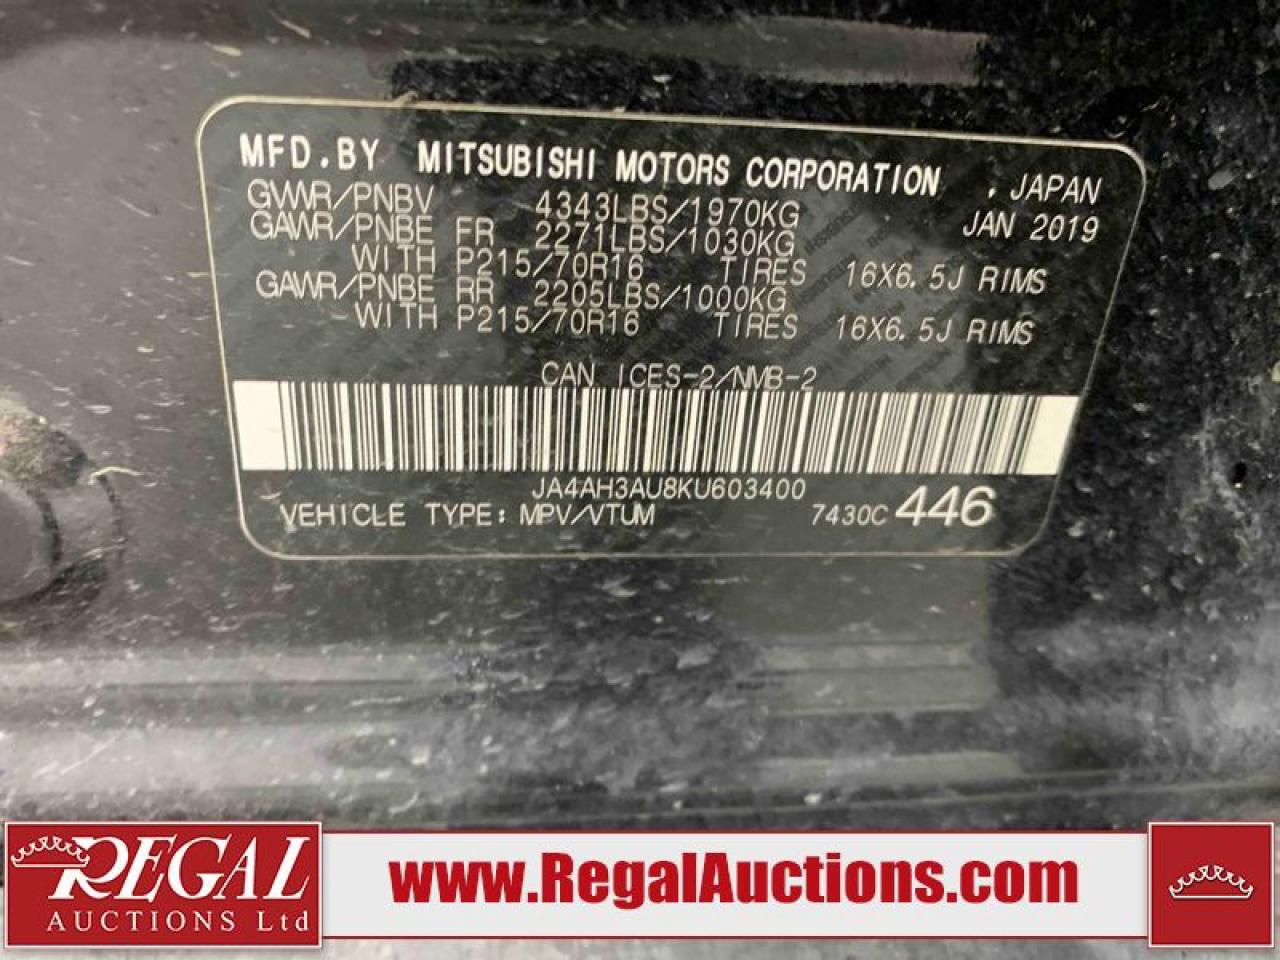 MFD.BY MITSUBISHI MOTORS CORPORATION , JAPAN
GVWR/PNBV 4343LBS/1970KG JAN 2019
GAWR/PNBE FR 2271LBS/1030KG
WITH P215/70R16 TIRES 16X6.5J RIMS
GAWR/PNBE RR 2205LBS/1000KG
WITH P215/70R16 TIRES 16X6.5J RIMS
CAN ICES-2/NMB-2
JA4AH3AU8KU603400
VEHICLE TYPE: MPV/VTUM 7430C 446
REGAL
AUCTIONS Ltd
www.RegalAuctions.com